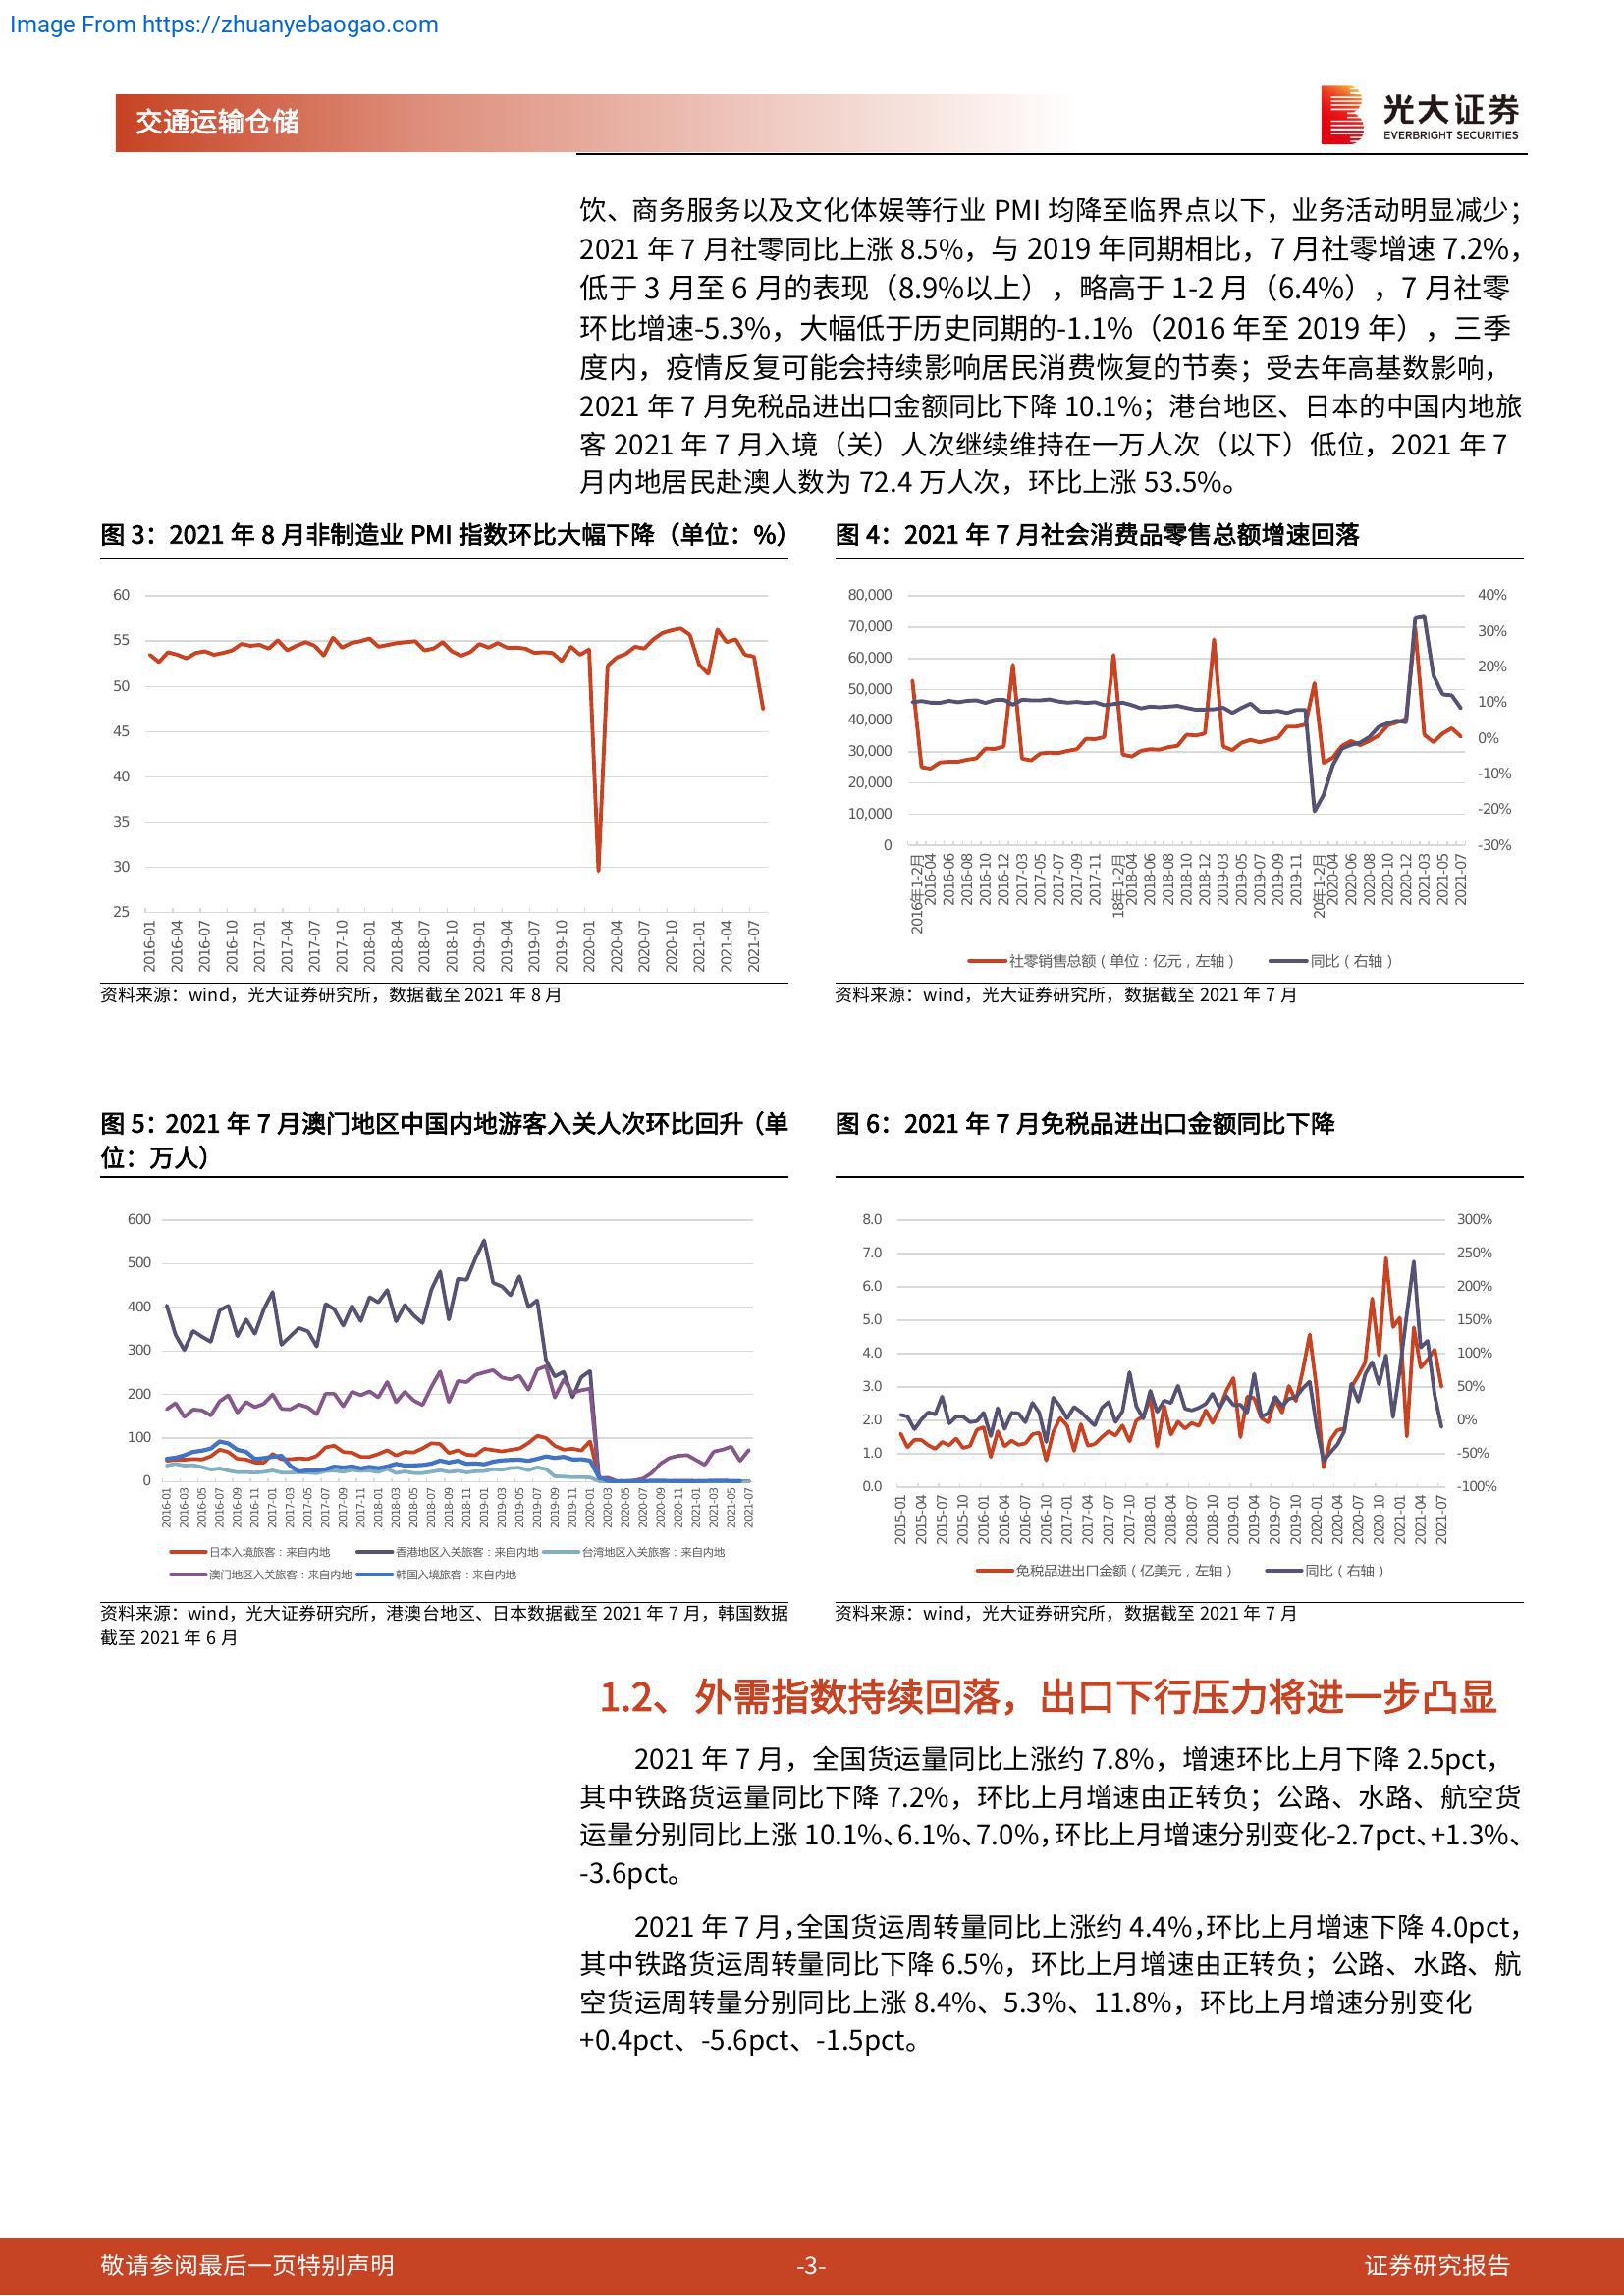 Image From https://zhuanyebaogao.com
交通运输仓储
光大证券
EVERBRIGHT SECURITIES
饮、商务服务以及文化体娱等行业 PMI 均降至临界点以下，业务活动明显减少；
2021 年 7 月社零同比上涨 8.5%，与 2019 年同期相比，7 月社零增速 7.2%，
低于 3 月至 6 月的表现（8.9%以上），略高于 1-2 月（6.4%），7 月社零
环比增速-5.3%，大幅低于历史同期的-1.1%（2016 年至 2019 年），三季
度内，疫情反复可能会持续影响居民消费恢复的节奏；受去年高基数影响，
2021 年 7 月免税品进出口金额同比下降 10.1%；港台地区、日本的中国内地旅
客 2021 年 7 月入境（关）人次继续维持在一万人次（以下）低位，2021 年 7
月内地居民赴澳人数为 72.4 万人次，环比上涨 53.5%。
图 3：2021 年 8 月非制造业 PMI 指数环比大幅下降（单位：%）
60
55
50
45
40
35
30
25
2016-01 2016-04 2016-07 2016-10 2017-01 2017-04 2017-07 2017-10 2018-01 2018-04 2018-07 2018-10 2019-01 2019-04 2019-07 2019-10 2020-01 2020-04 2020-07 2020-10 2021-01 2021-04 2021-07
资料来源：wind，光大证券研究所，数据截至 2021 年 8 月
图 4：2021 年 7 月社会消费品零售总额增速回落
80,000 40%
70,000 30%
60,000 20%
50,000 10%
40,000 0%
30,000 -10%
20,000 -20%
10,000 -30%
0
2016年1-2月 2016-04 2016-06 2016-08 2016-10 2016-12 2017-03 2017-05 2017-07 2017-09 2017-11 18年1-2月 2018-04 2018-06 2018-08 2018-10 2018-12 2019-03 2019-05 2019-07 2019-09 2019-11 20年1-2月 2020-04 2020-06 2020-08 2020-10 2020-12 2021-03 2021-05 2021-07
社零销售总额（单位：亿元，左轴） 同比（右轴）
资料来源：wind，光大证券研究所，数据截至 2021 年 7 月
图 5：2021 年 7 月澳门地区中国内地游客入关人次环比回升（单
位：万人）
600
500
400
300
200
100
0
2016-01 2016-03 2016-05 2016-07 2016-09 2016-11 2017-01 2017-03 2017-05 2017-07 2017-09 2017-11 2018-01 2018-03 2018-05 2018-07 2018-09 2018-11 2019-01 2019-03 2019-05 2019-07 2019-09 2019-11 2020-01 2020-03 2020-05 2020-07 2020-09 2020-11 2021-01 2021-03 2021-05 2021-07
日本入境旅客：来自内地 香港地区入关旅客：来自内地 台湾地区入关旅客：来自内地
澳门地区入关旅客：来自内地 韩国入境旅客：来自内地
资料来源：wind，光大证券研究所，港澳台地区、日本数据截至 2021 年 7 月，韩国数据
截至 2021 年 6 月
图 6：2021 年 7 月免税品进出口金额同比下降
8.0 300%
7.0 250%
6.0 200%
5.0 150%
4.0 100%
3.0 50%
2.0 0%
1.0 -50%
0.0 -100%
2015-01 2015-04 2015-07 2015-10 2016-01 2016-04 2016-07 2016-10 2017-01 2017-04 2017-07 2017-10 2018-01 2018-04 2018-07 2018-10 2019-01 2019-04 2019-07 2019-10 2020-01 2020-04 2020-07 2020-10 2021-01 2021-04 2021-07
免税品进出口金额（亿美元，左轴） 同比（右轴）
资料来源：wind，光大证券研究所，数据截至 2021 年 7 月
1.2、 外需指数持续回落，出口下行压力将进一步凸显
2021 年 7 月，全国货运量同比上涨约 7.8%，增速环比上月下降 2.5pct，
其中铁路货运量同比下降 7.2%，环比上月增速由正转负；公路、水路、航空货
运量分别同比上涨 10.1%、6.1%、7.0%，环比上月增速分别变化-2.7pct、+1.3%、
-3.6pct。
2021 年 7 月，全国货运周转量同比上涨约 4.4%，环比上月增速下降 4.0pct，
其中铁路货运周转量同比下降 6.5%，环比上月增速由正转负；公路、水路、航
空货运周转量分别同比上涨 8.4%、5.3%、11.8%，环比上月增速分别变化
+0.4pct、-5.6pct、-1.5pct。
敬请参阅最后一页特别声明
-3-
证券研究报告